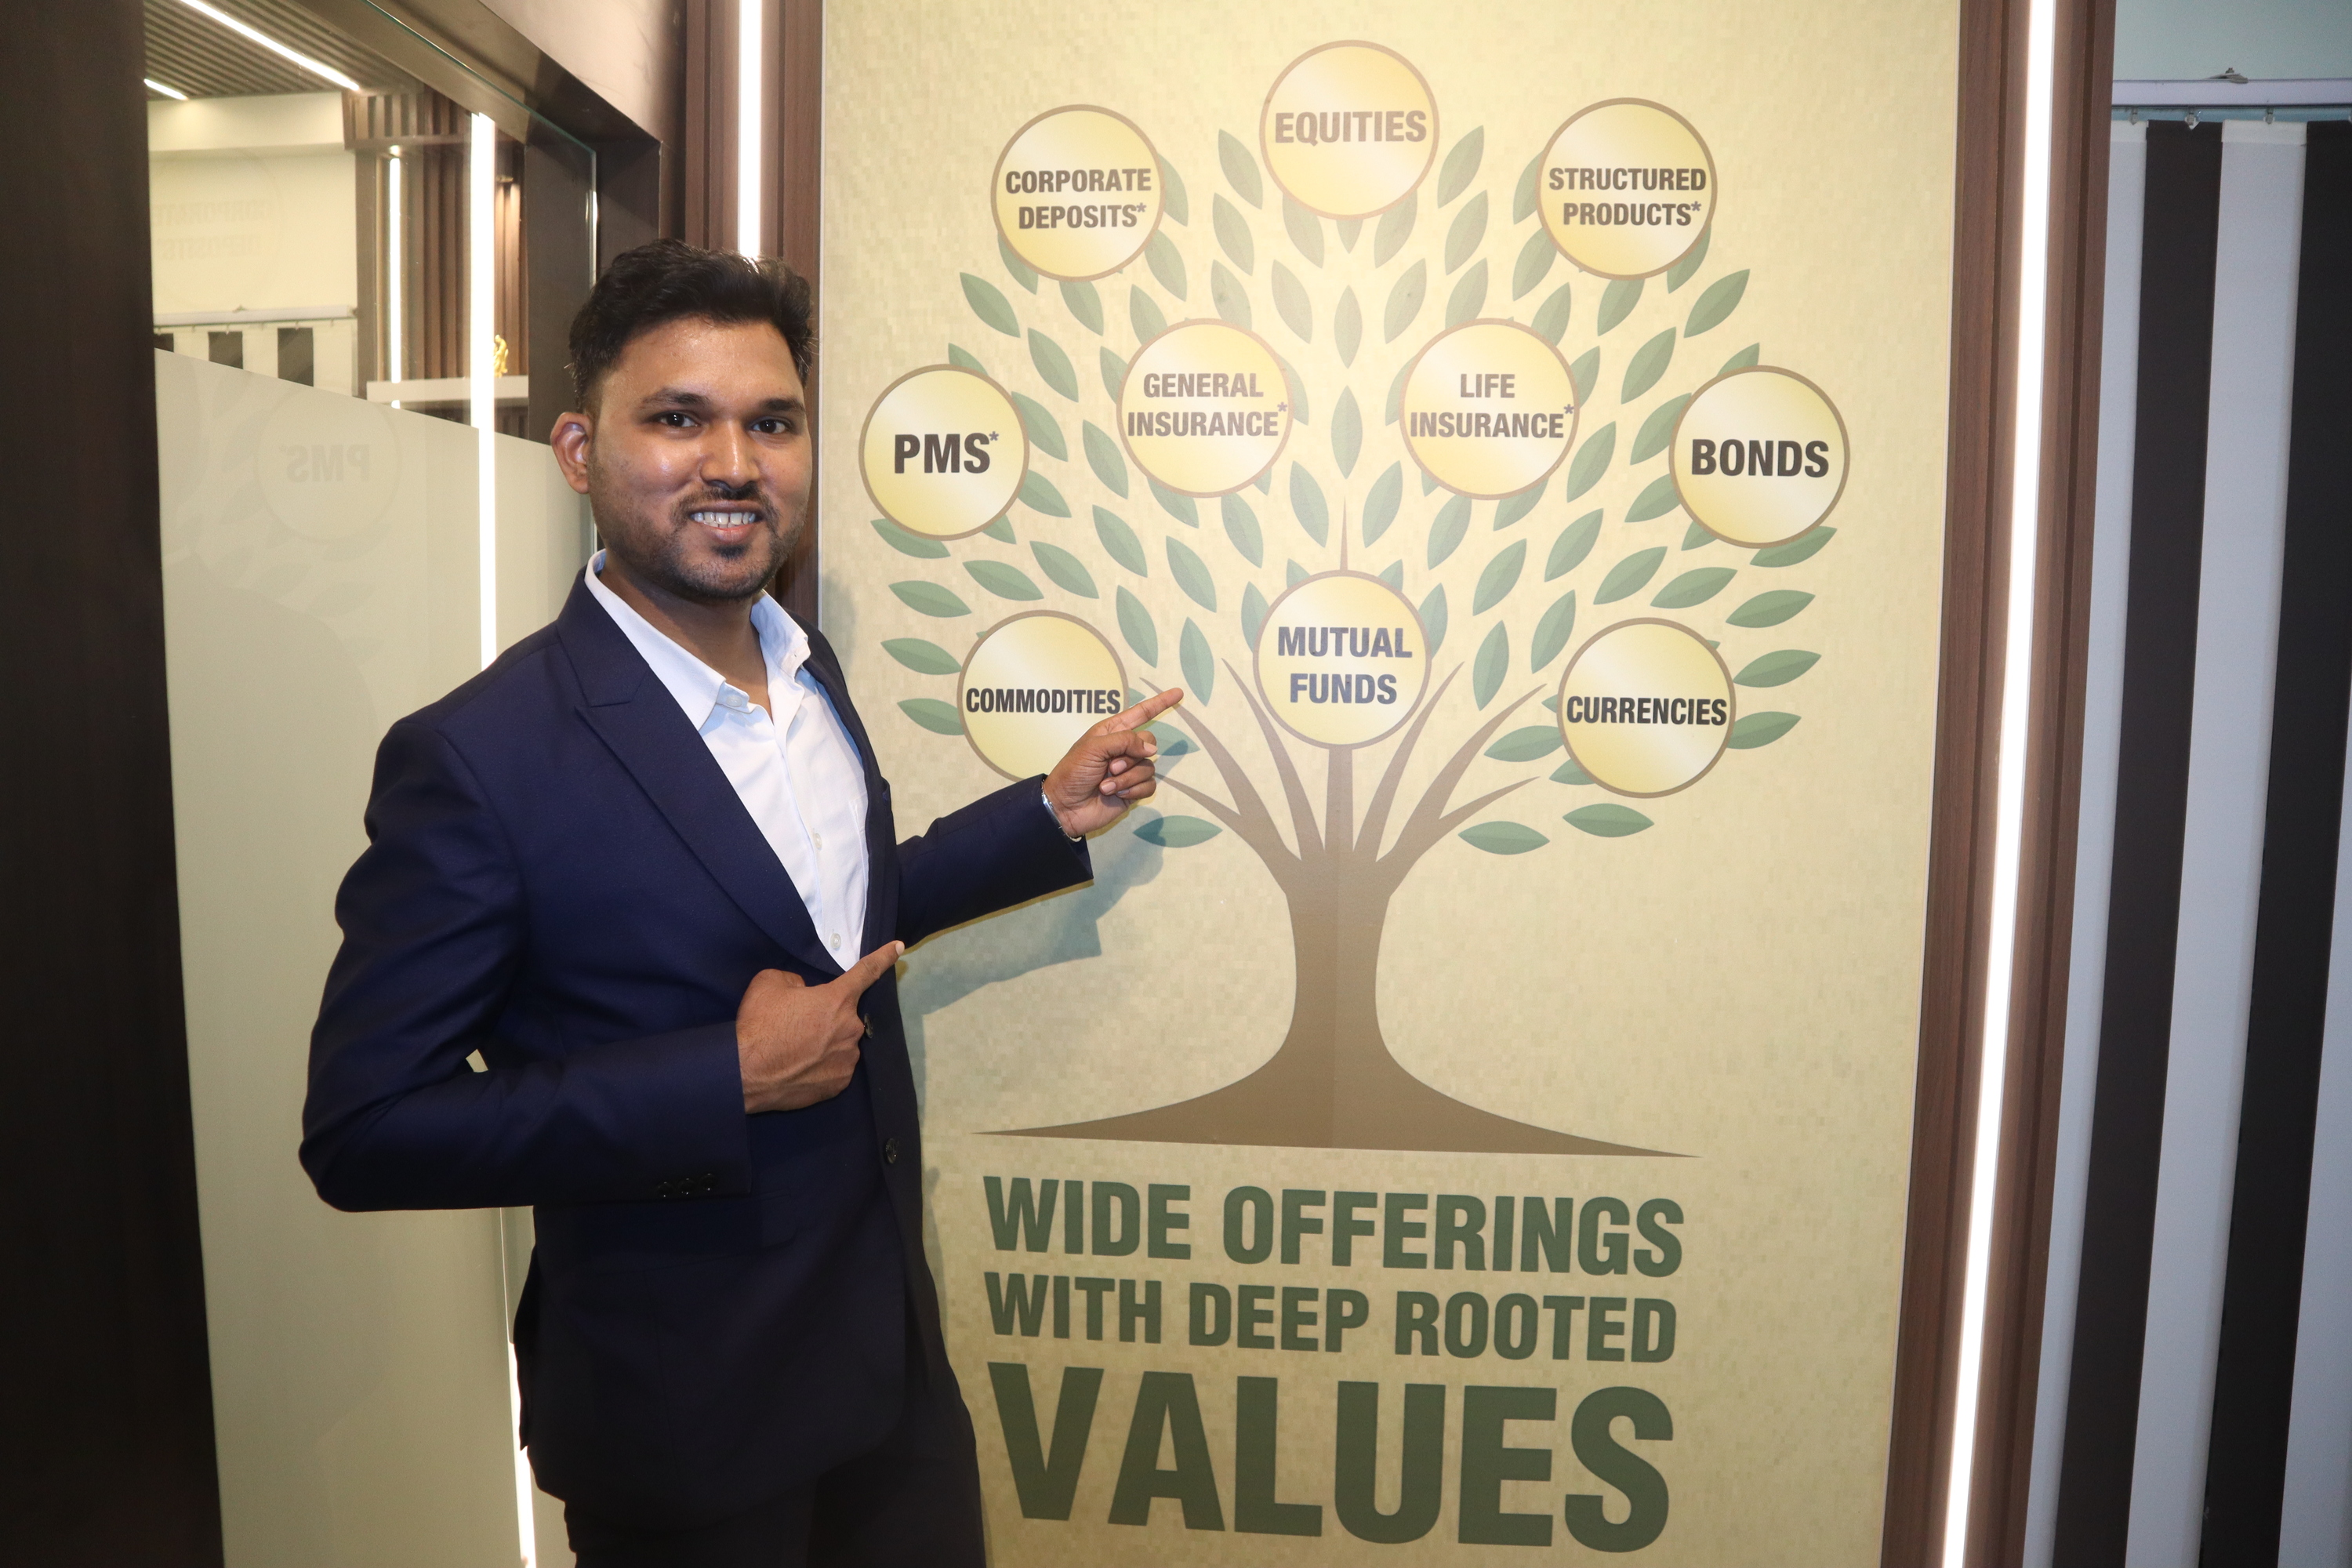 EQUITIES
CORPORATE
DEPOSITS*
STRUCTURED
PRODUCTS*
GENERAL
INSURANCE*
LIFE
INSURANCE*
PMS*
BONDS
MUTUAL
FUNDS
COMMODITIES
CURRENCIES
WIDE OFFERINGS
WITH DEEP ROOTED
VALUES